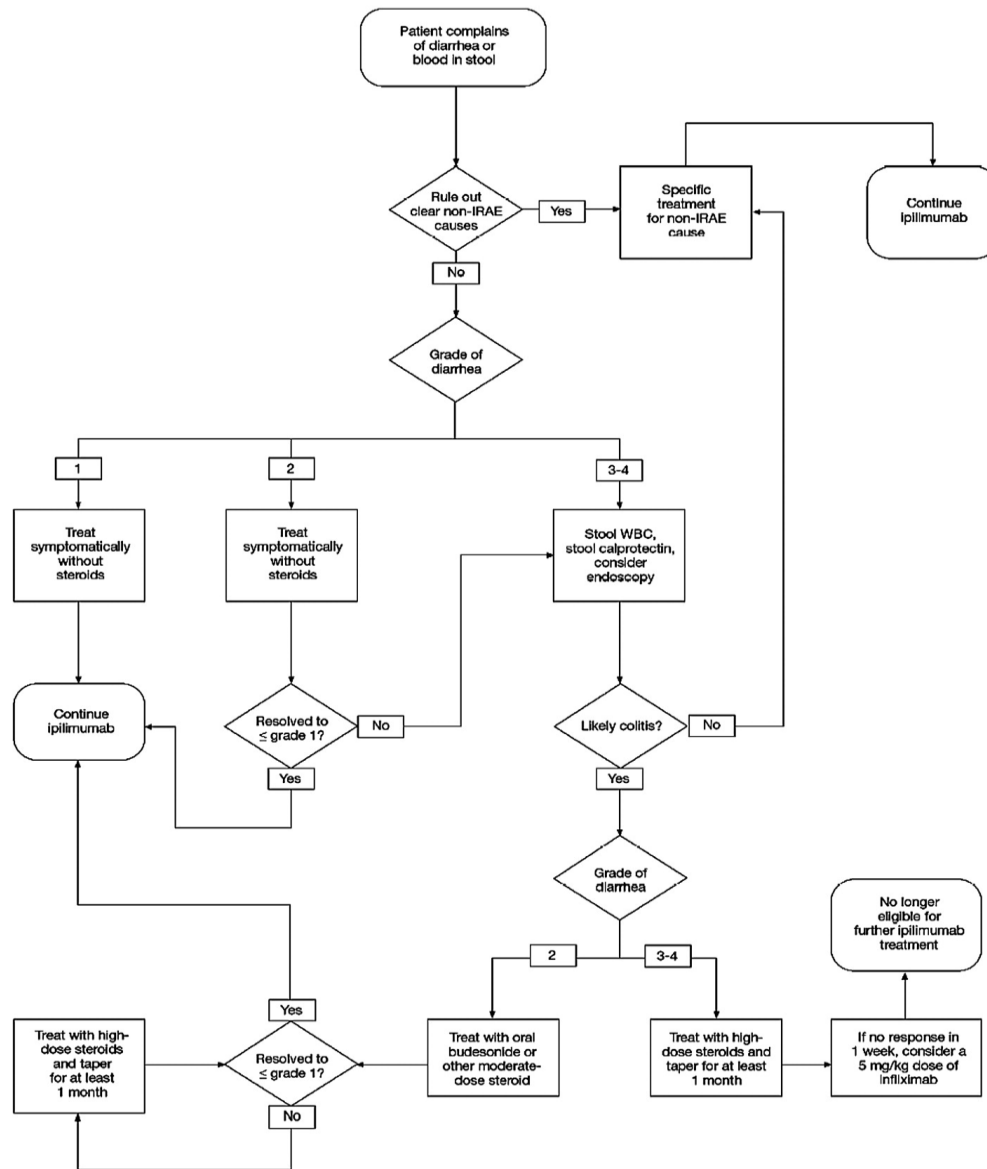 Patient complains
of diarrhea or
blood in stool
Rule out
clear non-IRAE
causes
Yes
Specific
treatment
for non-IRAE
cause
Continue
ipilimumab
No
Grade of
diarrhea
1
2
3-4
Treat
symptomatically
without
steroids
Treat
symptomatically
without
steroids
Stool WBC,
stool calprotectin,
consider
endoscopy
Continue
ipilimumab
Resolved to
≤ grade 1?
No
Likely colitis?
No
Yes
Yes
Grade of
diarrhea
No longer
eligible for
further ipilimumab
treatment
2
3-4
Yes
Treat with high-
dose steroids
and taper
for at least
1 month
Resolved to
≤ grade 1?
Treat with oral
budesonide or
other moderate-
dose steroid
Treat with high-
dose steroids and
taper for at least
1 month
If no response in
1 week, consider a
5 mg/kg dose of
infliximab
No